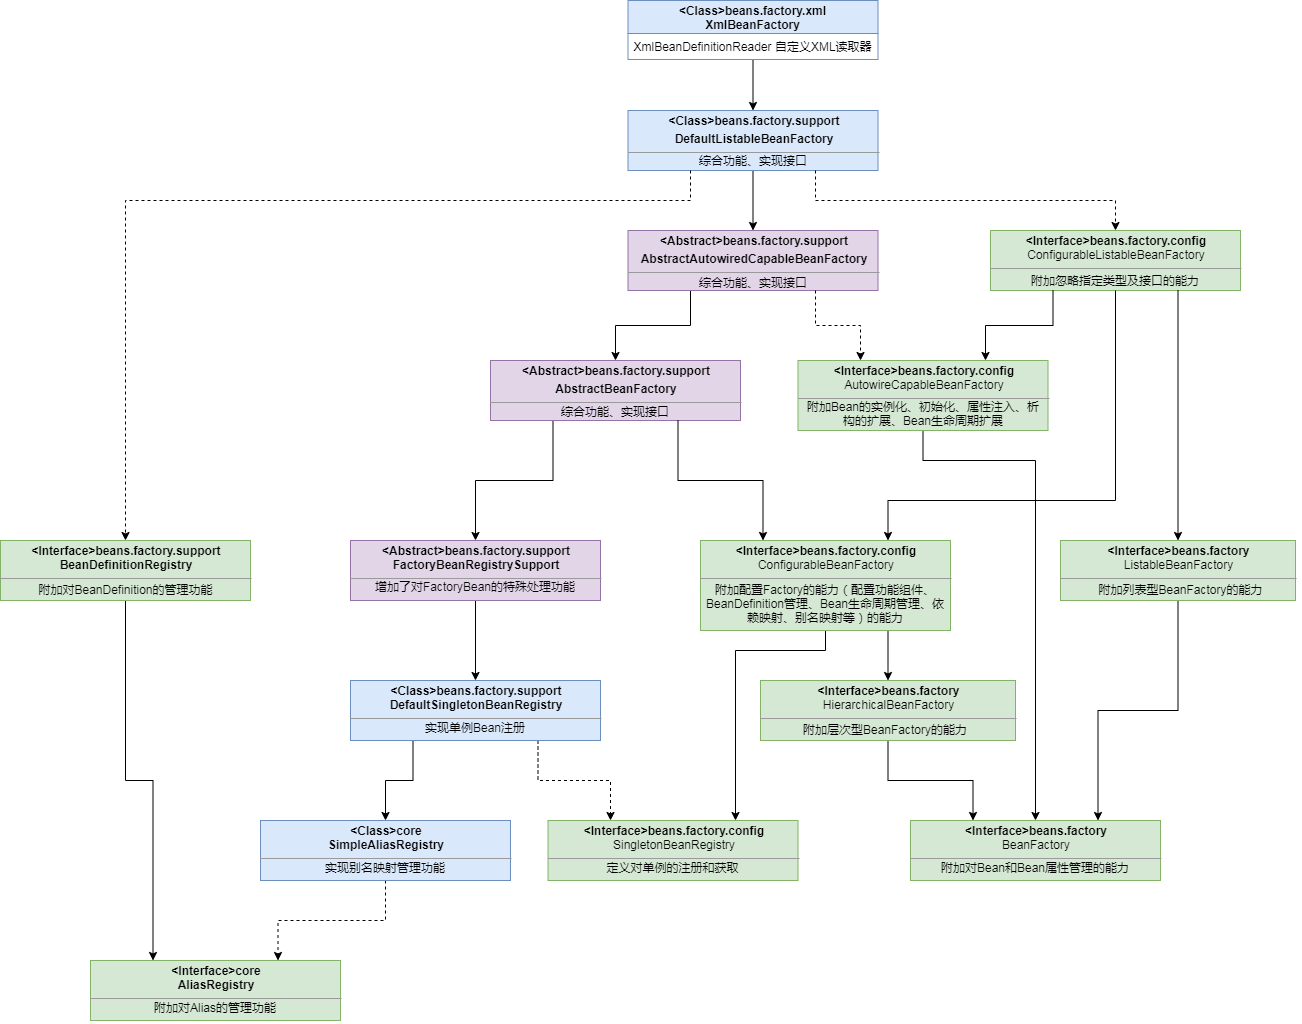 <Class>beans.factory.xml
XmlBeanFactory
XmlBeanDefinitionReader 自定义XML读取器
<Class>beans.factory.support
DefaultListableBeanFactory
综合功能、实现接口
<Abstract>beans.factory.support
AbstractAutowiredCapableBeanFactory
综合功能、实现接口
<Interface>beans.factory.config
ConfigurableListableBeanFactory
附加忽略指定类型及接口的能力
<Abstract>beans.factory.support
AbstractBeanFactory
综合功能、实现接口
<Interface>beans.factory.config
AutowireCapableBeanFactory
附加Bean的实例化、初始化、属性注入、析
构的扩展、Bean生命周期扩展
<Interface>beans.factory.support
BeanDefinitionRegistry
附加对BeanDefinition的管理功能
<Abstract>beans.factory.support
FactoryBeanRegistrySupport
增加了对FactoryBean的特殊处理功能
<Interface>beans.factory.config
ConfigurableBeanFactory
附加配置Factory的能力（配置功能组件、
BeanDefinition管理、Bean生命周期管理、依
赖映射、别名映射等）的能力
<Interface>beans.factory
ListableBeanFactory
附加列表型BeanFactory的能力
<Class>beans.factory.support
DefaultSingletonBeanRegistry
实现单例Bean注册
<Interface>beans.factory
HierarchicalBeanFactory
附加层次型BeanFactory的能力
<Class>core
SimpleAliasRegistry
实现别名映射管理功能
<Interface>beans.factory.config
SingletonBeanRegistry
定义对单例的注册和获取
<Interface>beans.factory
BeanFactory
附加对Bean和Bean属性管理的能力
<Interface>core
AliasRegistry
附加对Alias的管理功能